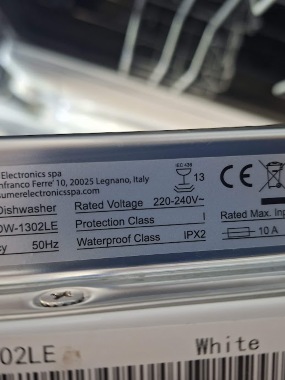 Electronics spa
nfranco Ferre' 10, 20025 Legnano, Italy
sumerelectronicsspa.com
IEC 436
13
CE
Dishwasher
Rated Voltage 220-240V~
DW-1302LE
Protection Class I
Rated Max. Inp
cy 50Hz
Waterproof Class IPX2
10 A
02LE
White